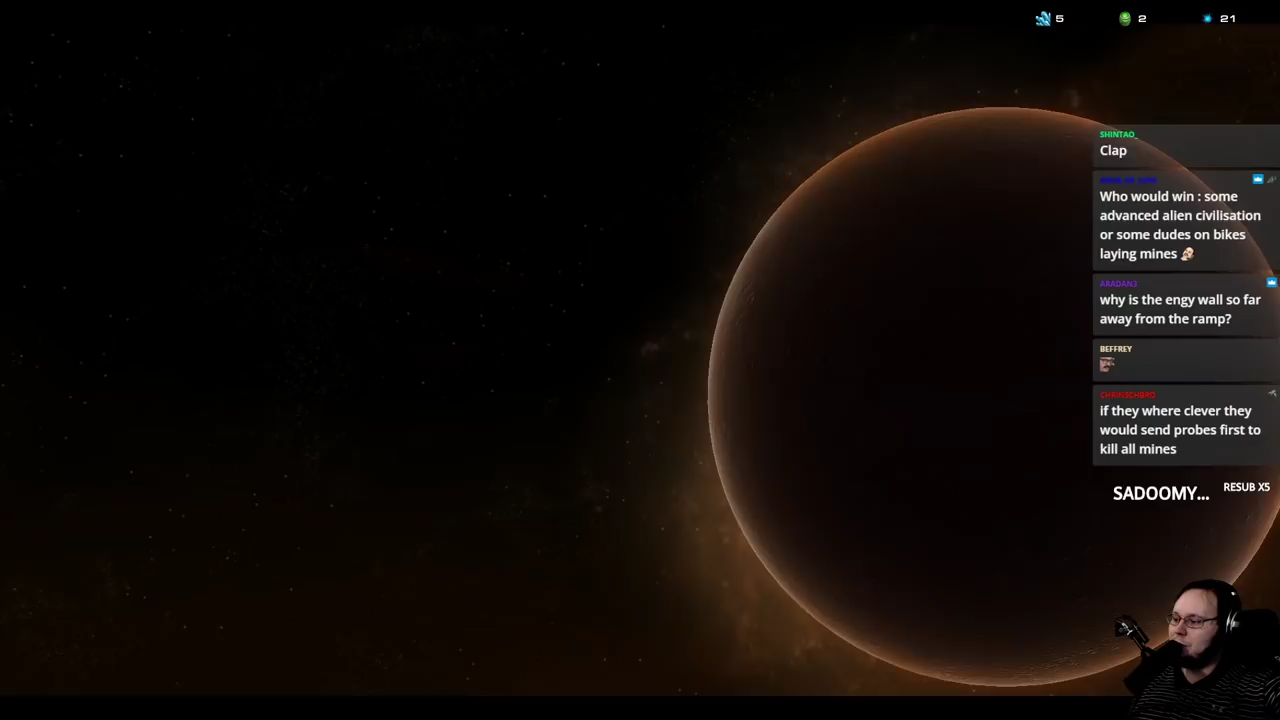 5 2 21
SHINTAO_
Clap
Who would win : some
advanced alien civilisation
or some dudes on bikes
laying mines
ARADAN3
why is the engy wall so far
away from the ramp?
BEFFREY
CHRINSCHBRO
if they where clever they
would send probes first to
kill all mines
SADOOMY... RESUB X5